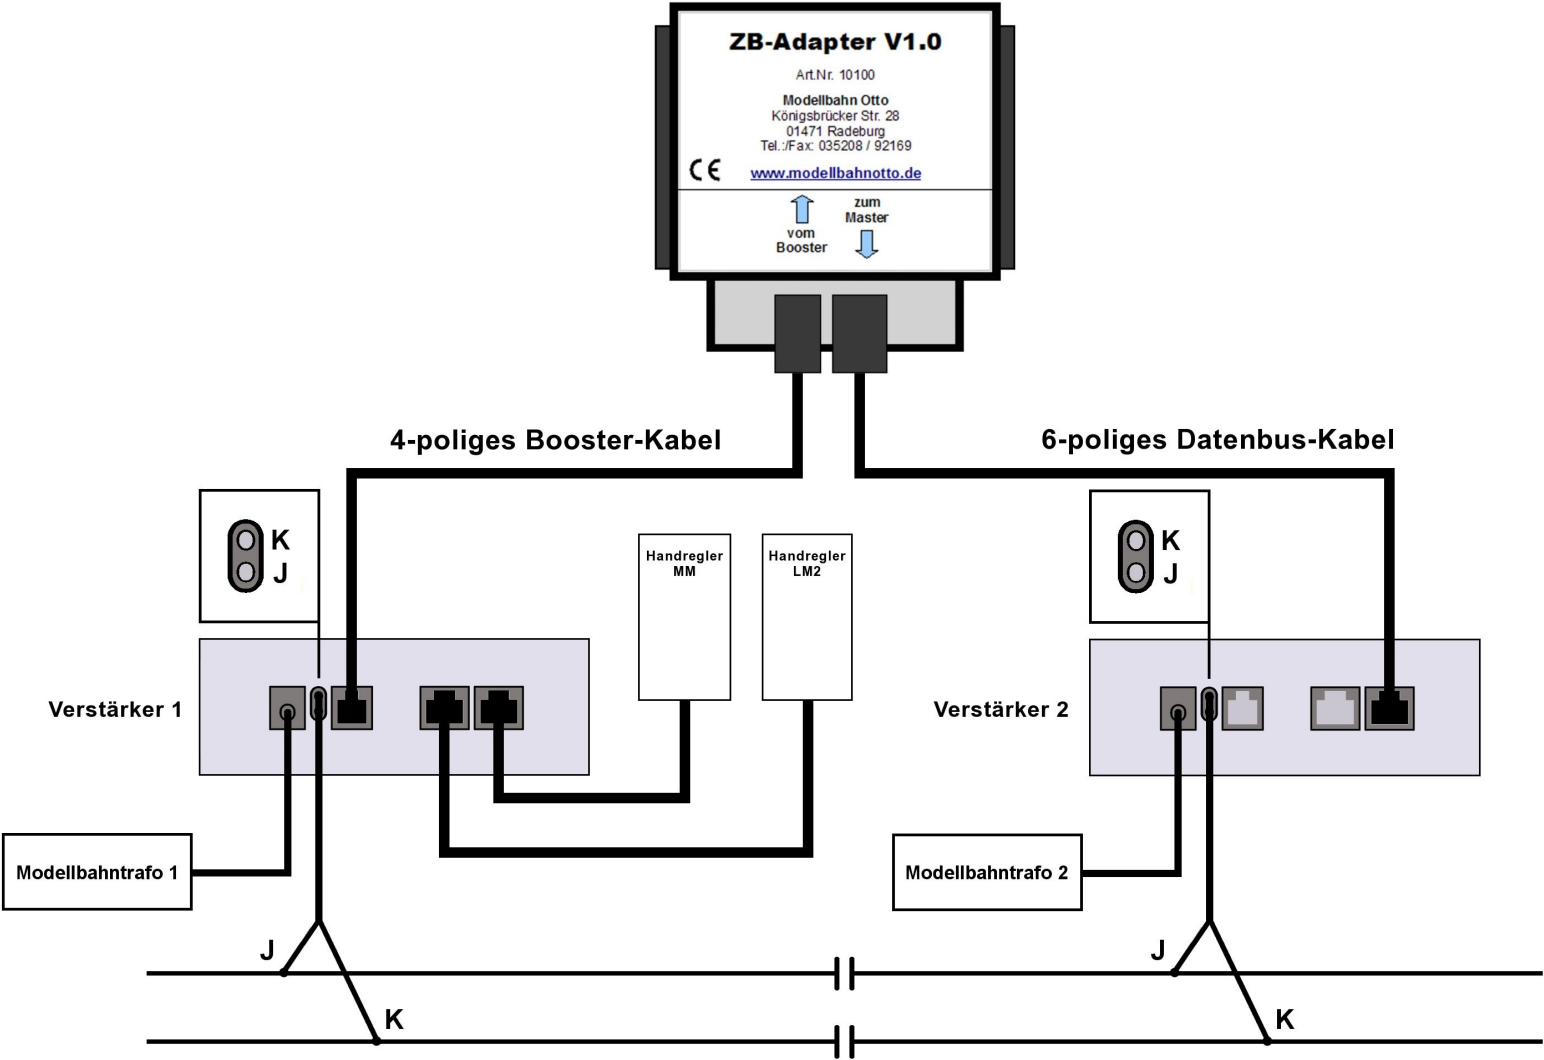 ZB-Adapter V1.0
Art.Nr. 10100
Modellbahn Otto
Königsbrücker Str. 28
01471 Radeburg
Tel.:/Fax: 035208 / 92169
CE
www.modellbahnotto.de
vom
Booster
zum
Master
4-poliges Booster-Kabel
6-poliges Datenbus-Kabel
K
J
Handregler
MM
Handregler
LM2
K
J
Verstärker 1
Verstärker 2
Modellbahntrafo 1
Modellbahntrafo 2
J
J
K
K